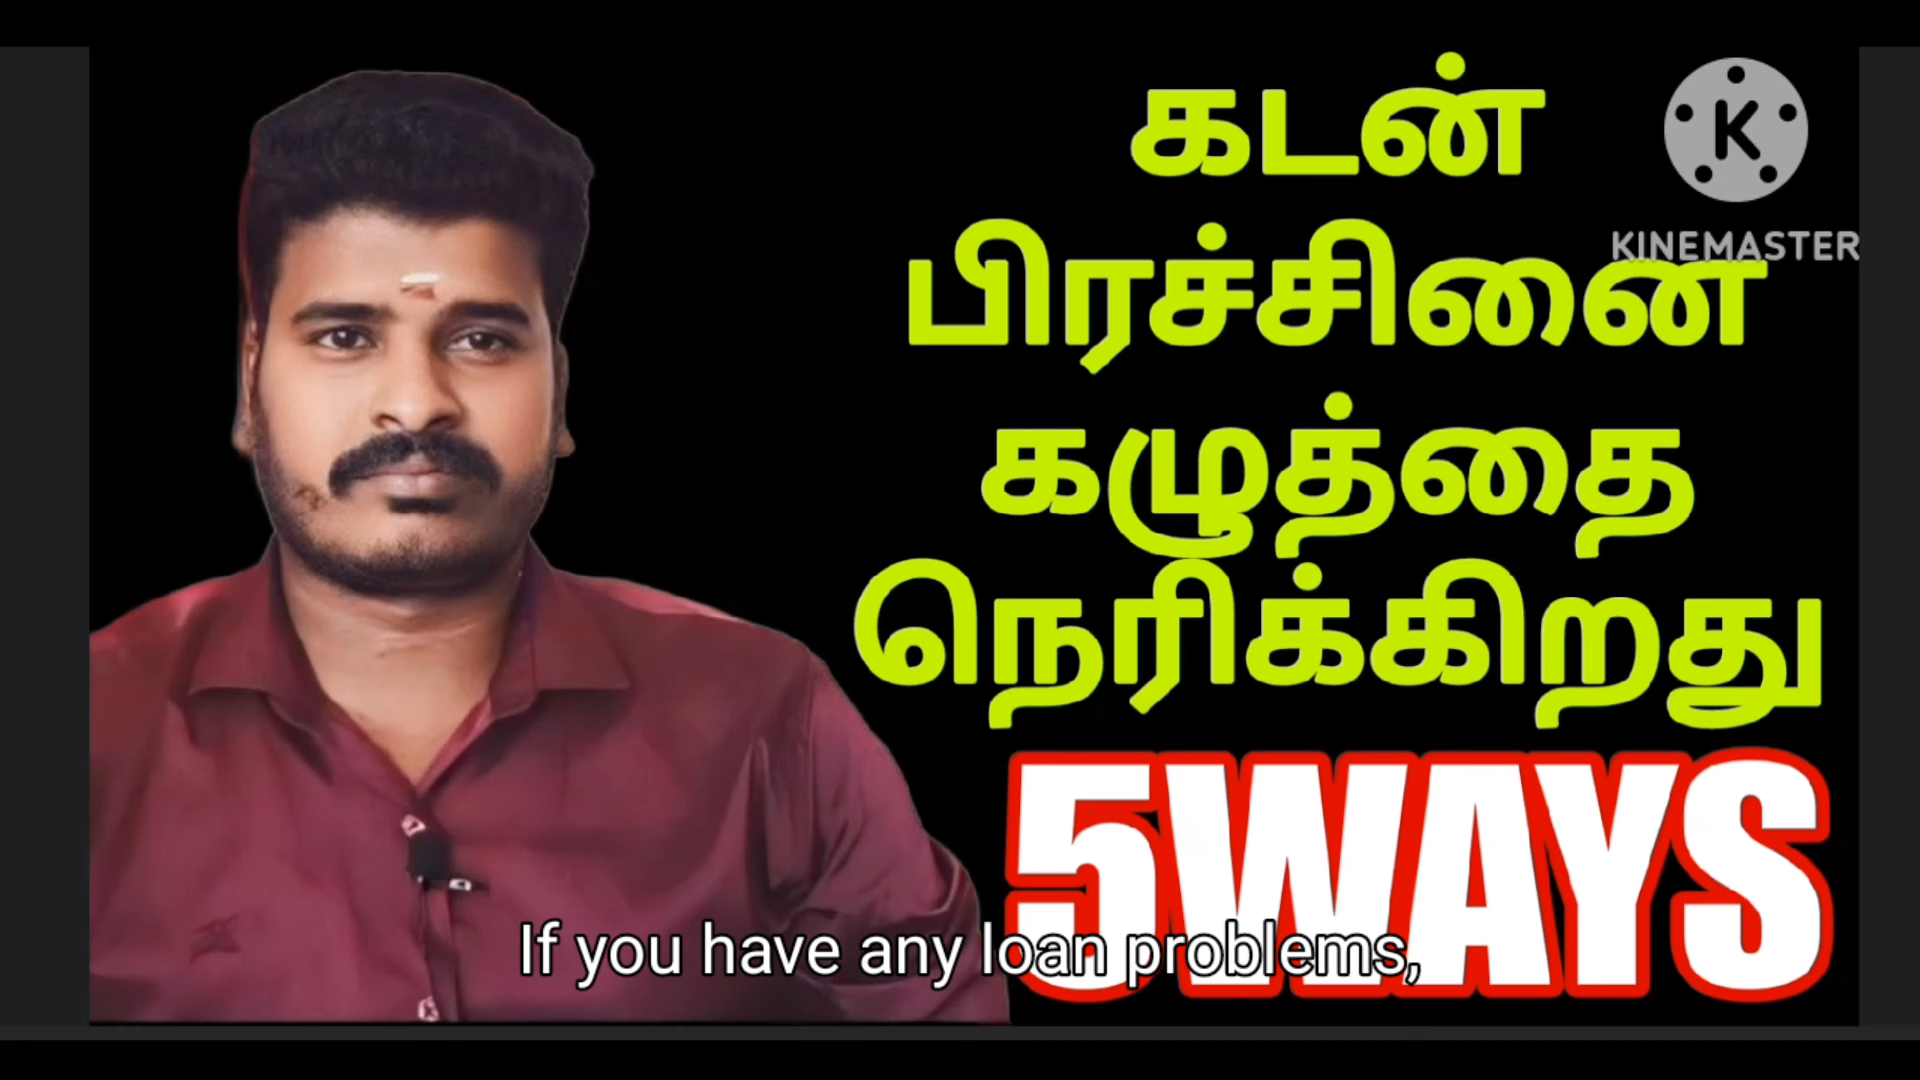 கடன்
பிரச்சினை
கழுத்தை
நெரிக்கிறது
5WAYS
K
KINEMASTER
If you have any loan problems,